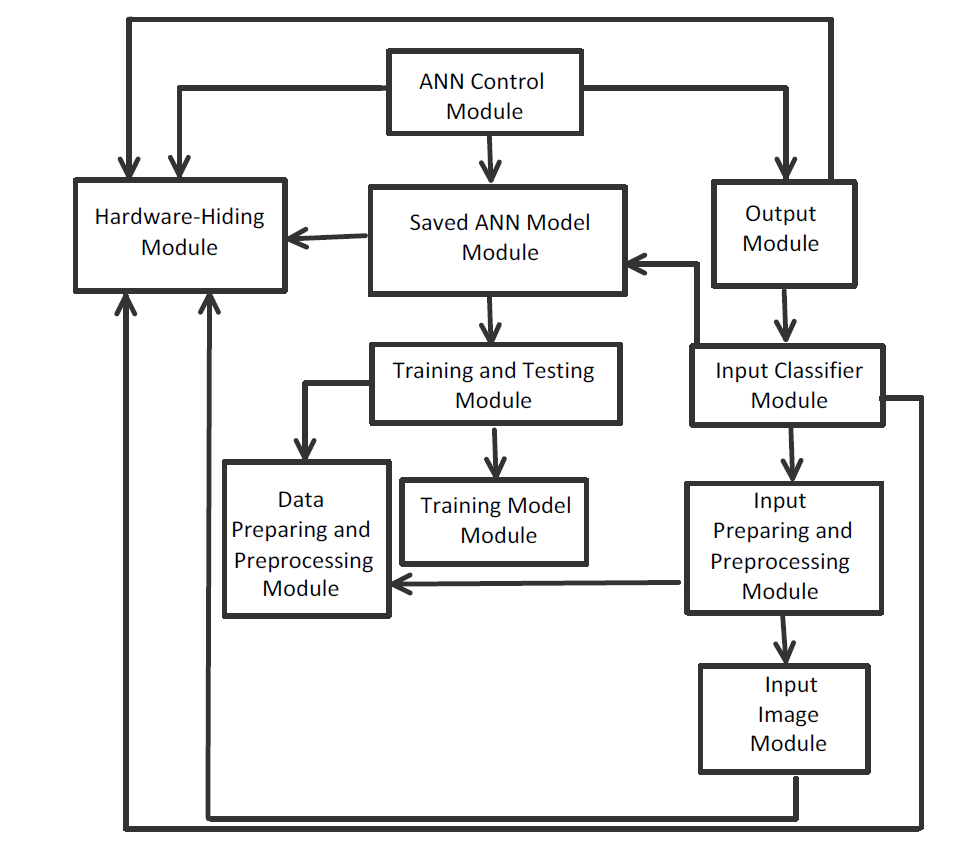 ANN Control
Module
Hardware-Hiding
Module
Saved ANN Model
Module
Output
Module
Training and Testing
Module
Input Classifier
Module
Data
Preparing and
Preprocessing
Module
Training Model
Module
Input
Preparing and
Preprocessing
Module
Input
Image
Module